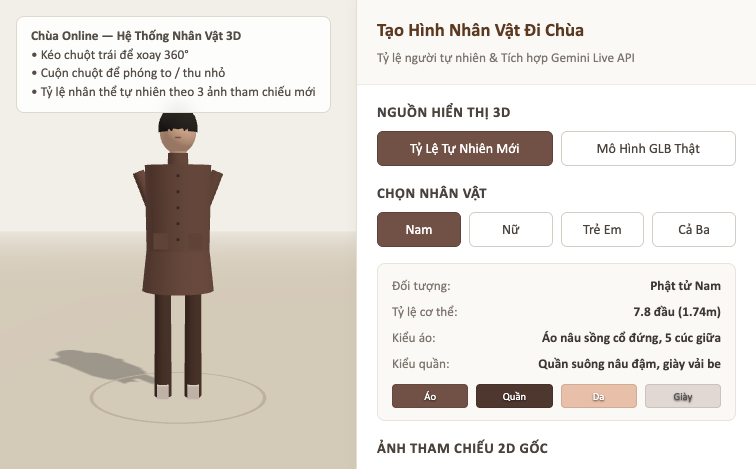 Chùa Online — Hệ Thống Nhân Vật 3D
• Kéo chuột trái để xoay 360°
• Cuộn chuột để phóng to / thu nhỏ
• Tỷ lệ nhân thể tự nhiên theo 3 ảnh tham chiếu mới
Tạo Hình Nhân Vật Đi Chùa
Tỷ lệ người tự nhiên & Tích hợp Gemini Live API
NGUỒN HIỂN THỊ 3D
Tỷ Lệ Tự Nhiên Mới
Mô Hình GLB Thật
CHỌN NHÂN VẬT
Nam
Nữ
Trẻ Em
Cả Ba
Đối tượng: Phật tử Nam
Tỷ lệ cơ thể: 7.8 đầu (1.74m)
Kiểu áo: Áo nâu sồng cổ đứng, 5 cúc giữa
Kiểu quần: Quần suông nâu đậm, giày vải be
Áo
Quần
Da
Giày
ẢNH THAM CHIẾU 2D GỐC